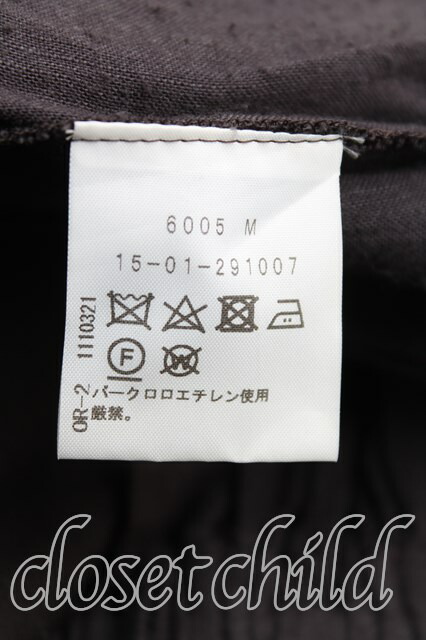 6005 M
15-01-291007
F
W
パークロロエチレン使用
厳禁。
OR-2 1110321
closet child